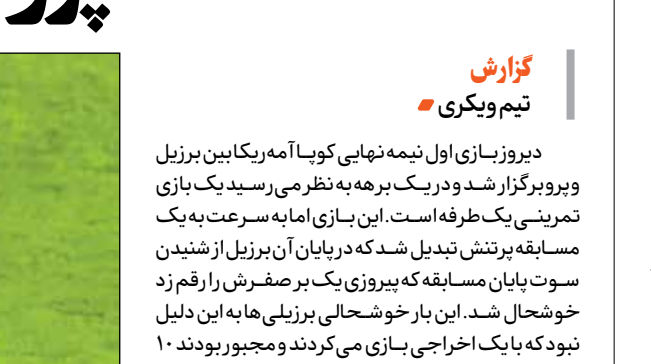 گزارش
تیم ویکری
دیروز بازی اول نیمه نهایی کوپا آمه ریکا بین برزیل
و پرو برگزار شد و در یک برهه به نظر می رسید یک بازی
تمرینی یک طرفه است. این بازی اما به سرعت به یک
مسابقه پرتنش تبدیل شد که در پایان آن برزیل از شنیدن
سوت پایان مسابقه که پیروزی یک بر صفرش را رقم زد
خوشحال شد. این بار خوشحالی برزیلی ها به این دلیل
نبود که با یک اخراجی بازی می کردند و مجبور بودند ۱۰